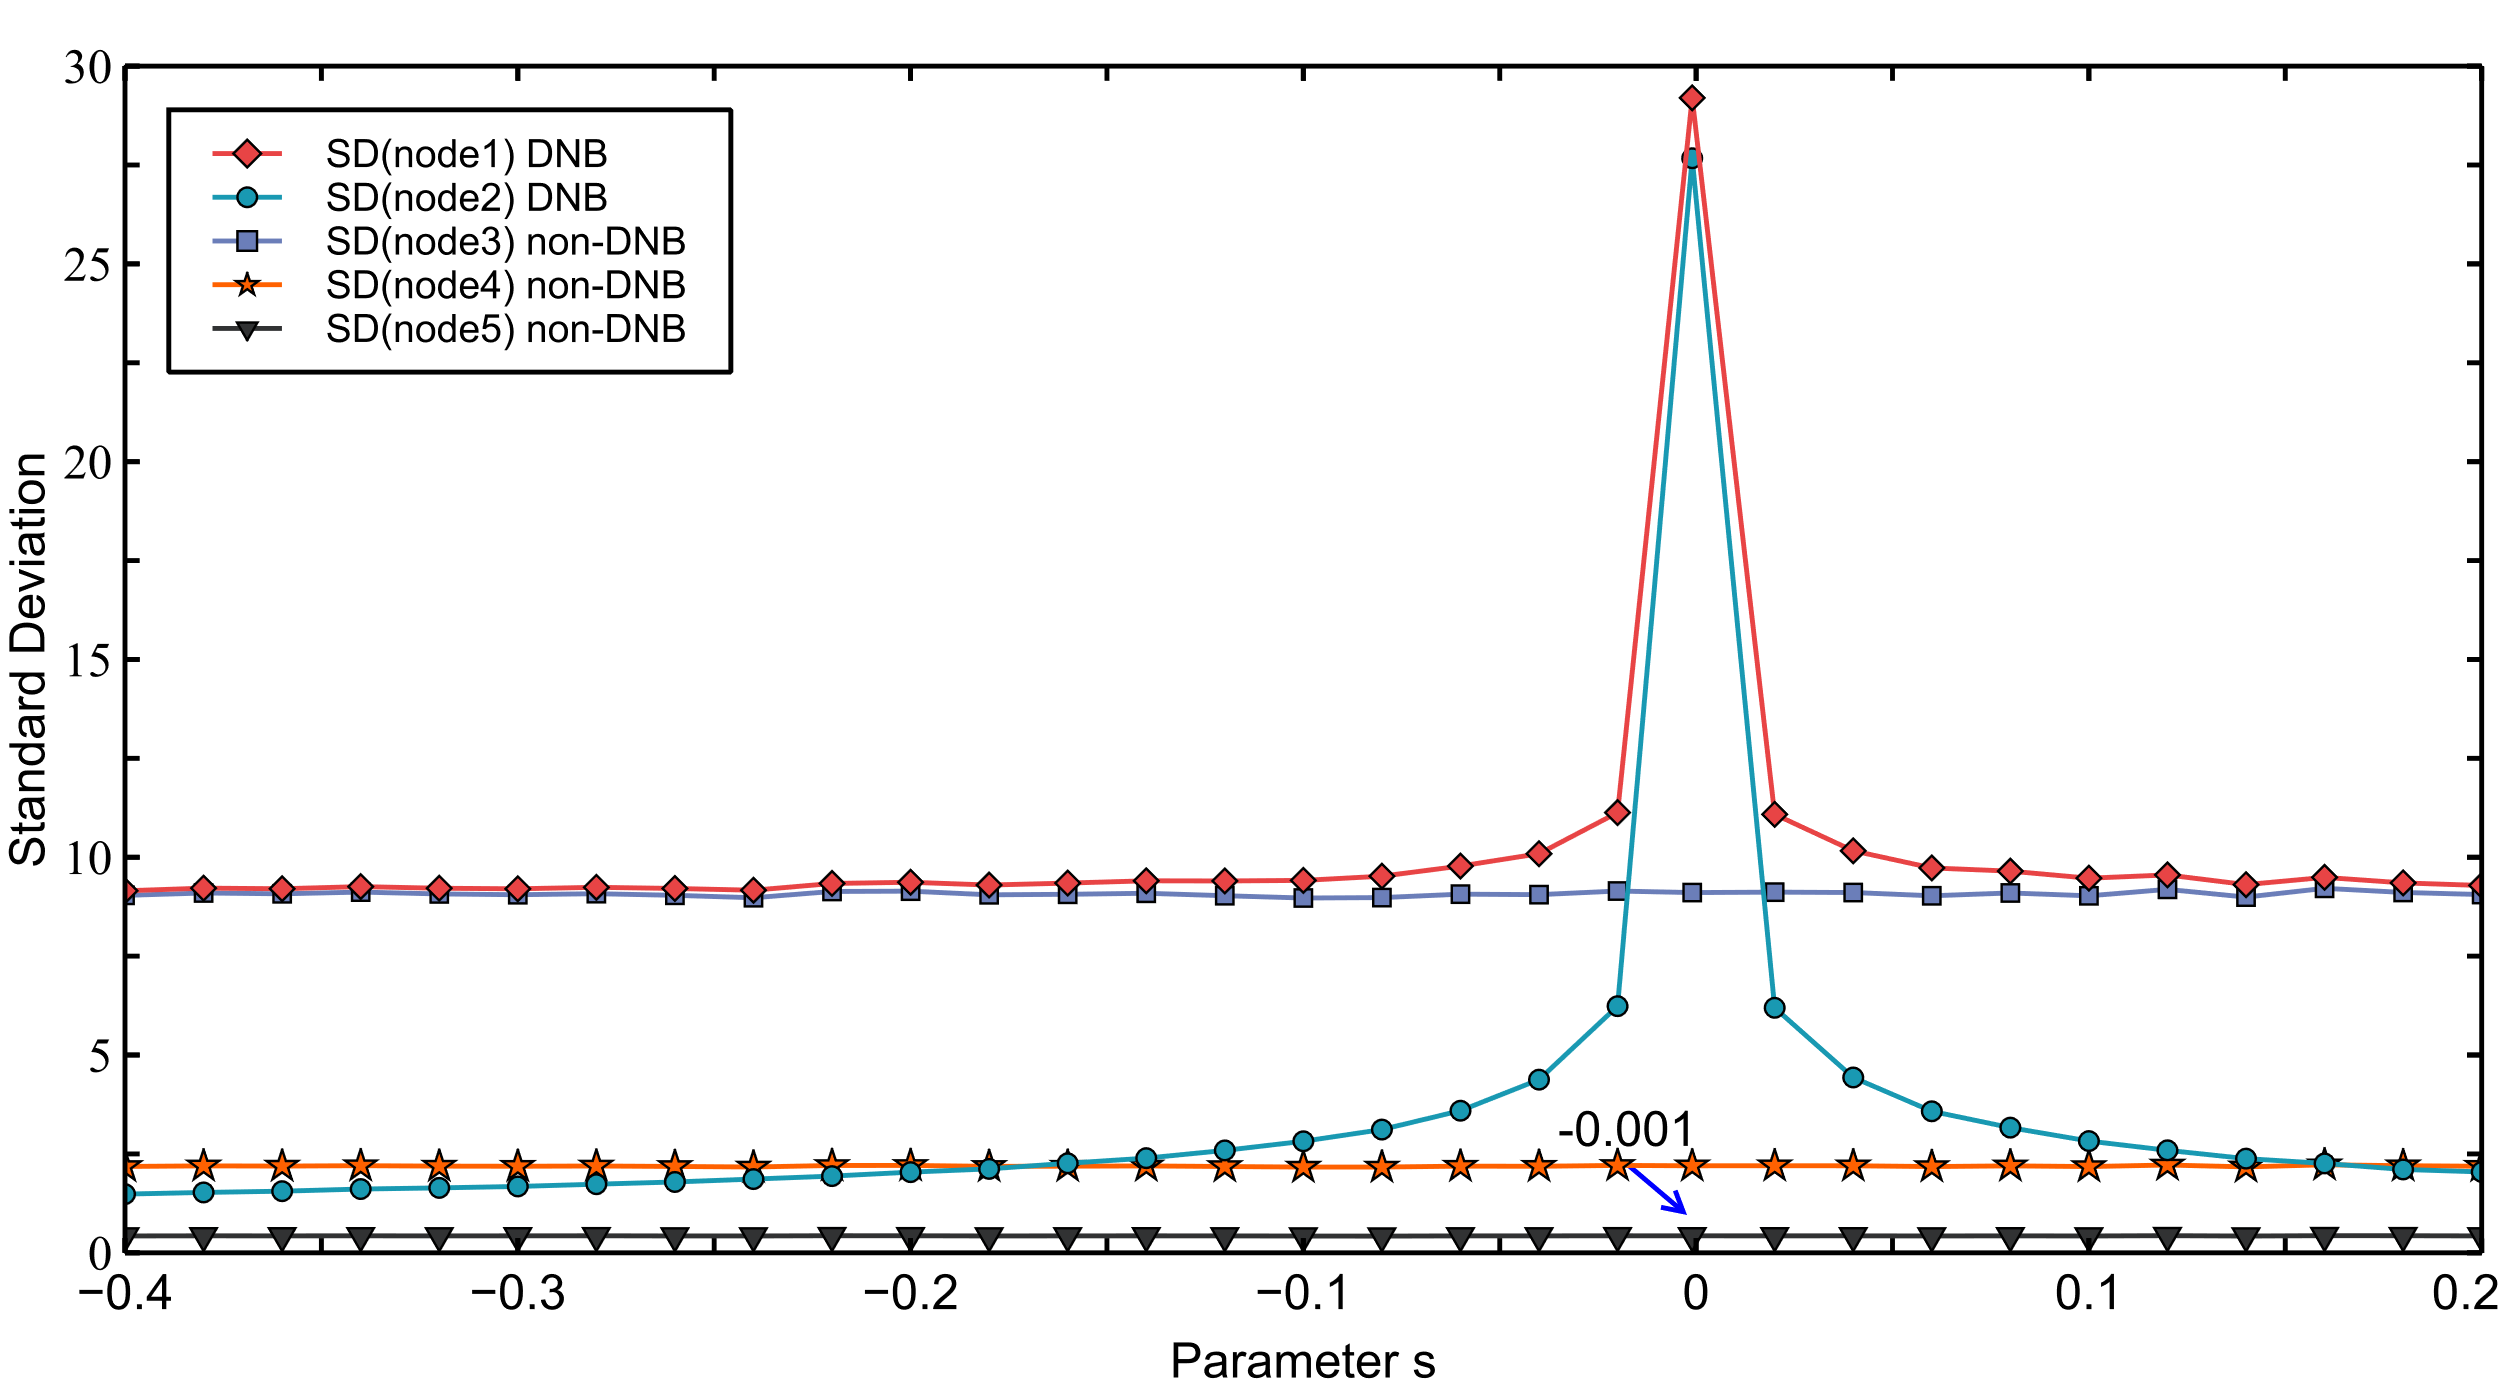 30
25
20
15
10
5
0
Standard Deviation
SD(node1) DNB
SD(node2) DNB
SD(node3) non-DNB
SD(node4) non-DNB
SD(node5) non-DNB
-0.001
−0.4 −0.3 −0.2 −0.1 0 0.1 0.2
Parameter s